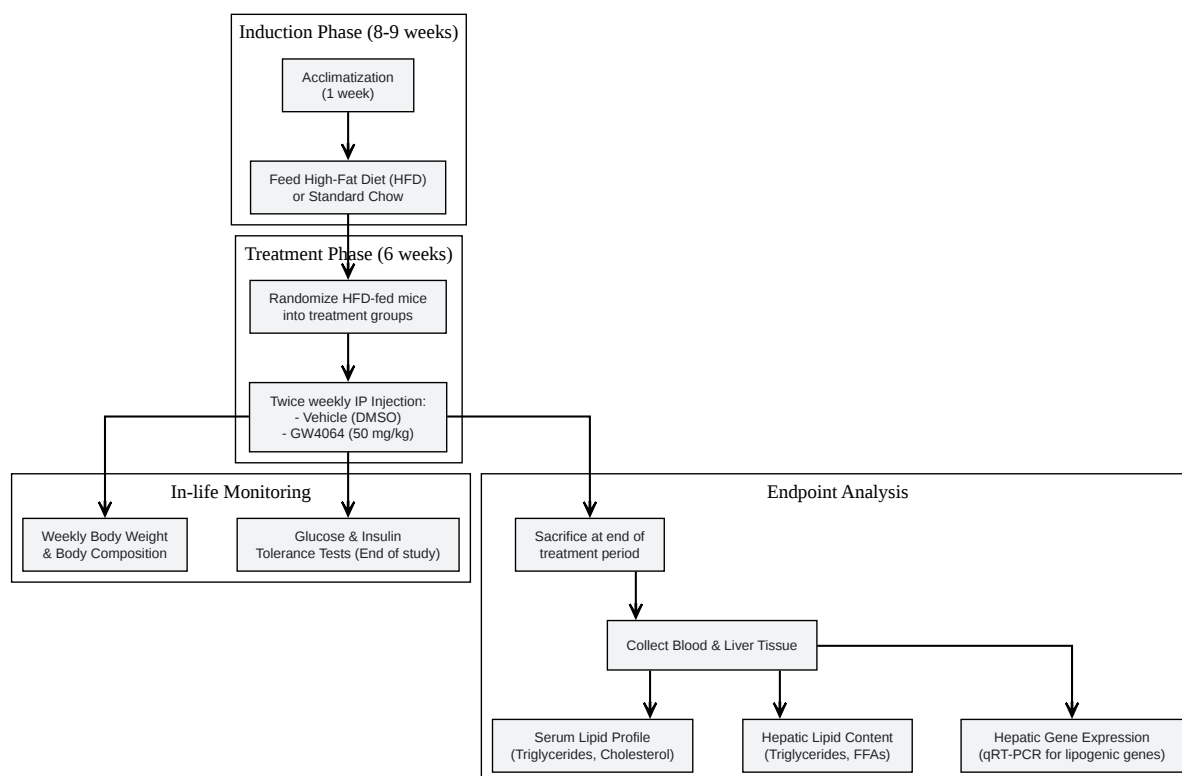 Induction Phase (8-9 weeks)
Acclimatization
(1 week)
Feed High-Fat Diet (HFD)
or Standard Chow
Treatment Phase (6 weeks)
Randomize HFD-fed mice
into treatment groups
Twice weekly IP Injection:
- Vehicle (DMSO)
- GW4064 (50 mg/kg)
In-life Monitoring
Weekly Body Weight
& Body Composition
Glucose & Insulin
Tolerance Tests (End of study)
Endpoint Analysis
Sacrifice at end of
treatment period
Collect Blood & Liver Tissue
Serum Lipid Profile
(Triglycerides, Cholesterol)
Hepatic Lipid Content
(Triglycerides, FFAs)
Hepatic Gene Expression
(qRT-PCR for lipogenic genes)